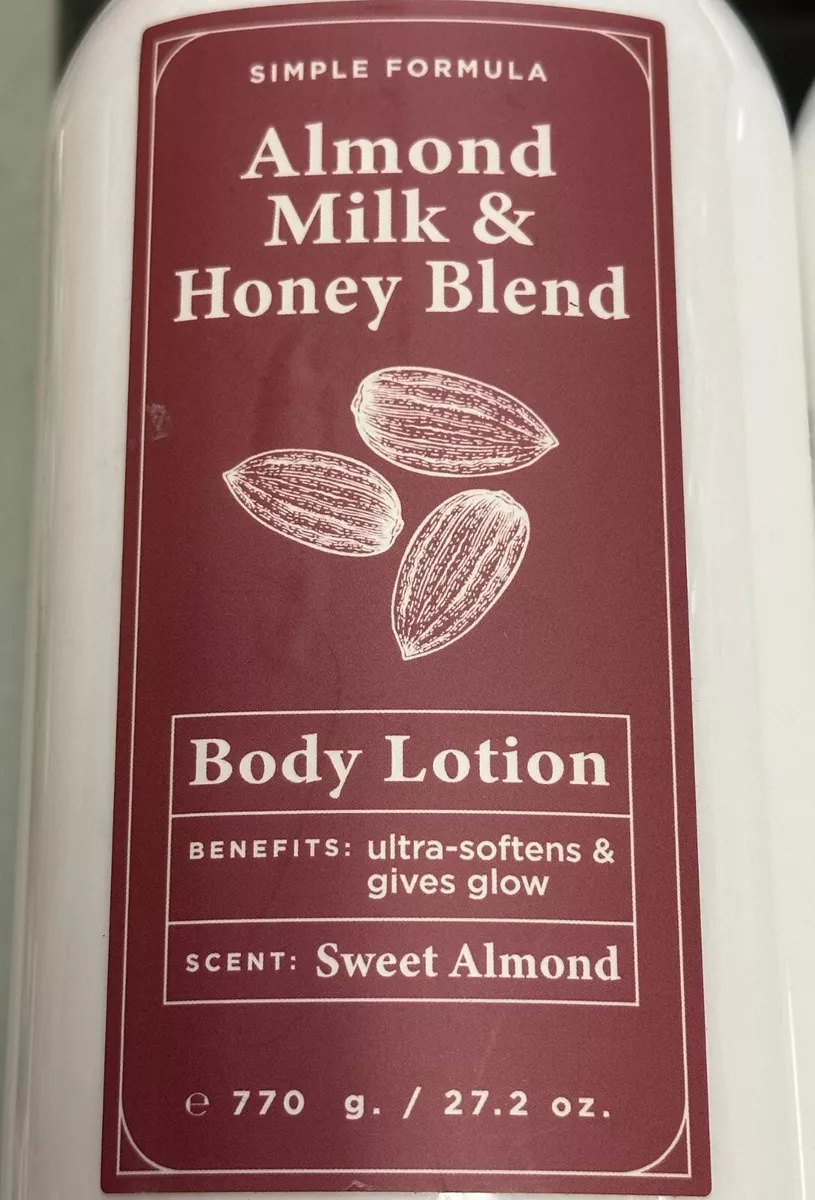 SIMPLE FORMULA
Almond
Milk &
Honey Blend
Body Lotion
BENEFITS: ultra-softens &
gives glow
SCENT: Sweet Almond
℮ 770 g. / 27.2 oz.